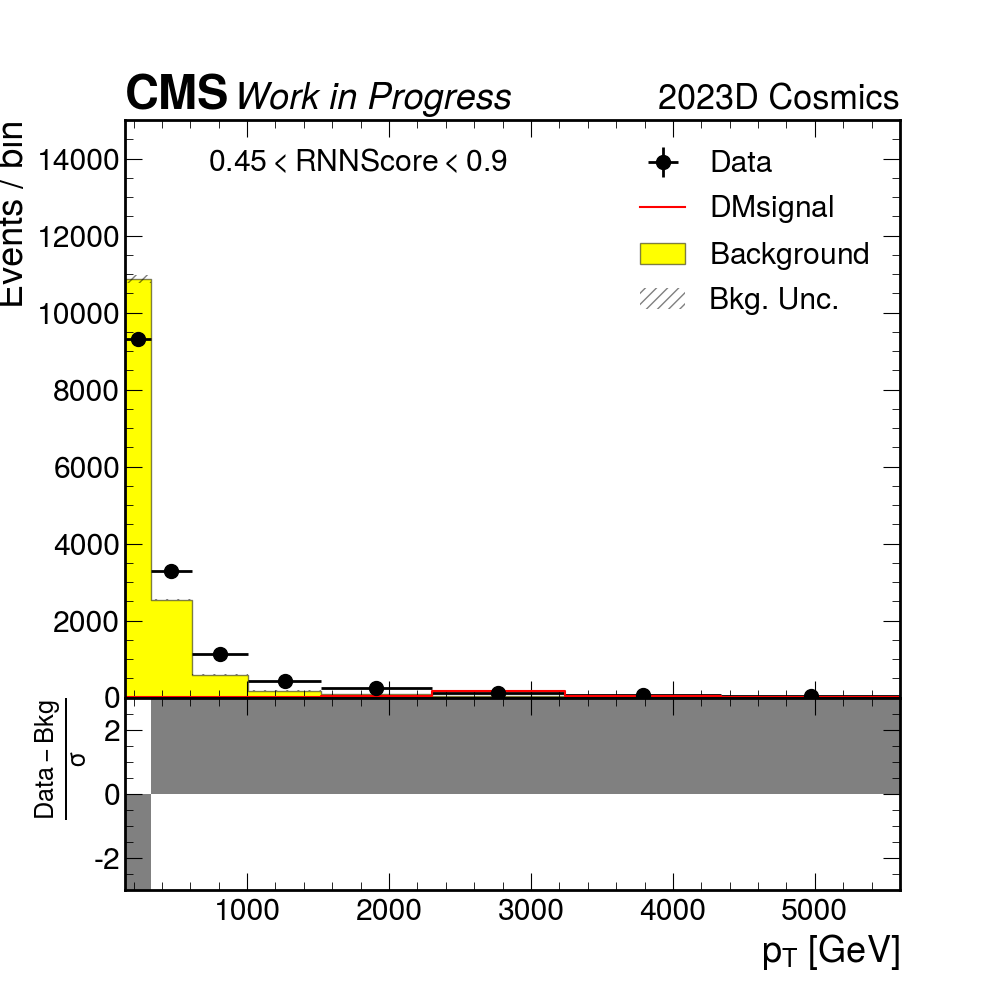 CMS Work in Progress 2023D Cosmics
Events / bin
0.45 < RNNScore < 0.9
Data
DMsignal
Background
Bkg. Unc.
14000
12000
10000
8000
6000
4000
2000
0
Data – Bkg
σ
2
0
-2
1000 2000 3000 4000 5000
pT [GeV]